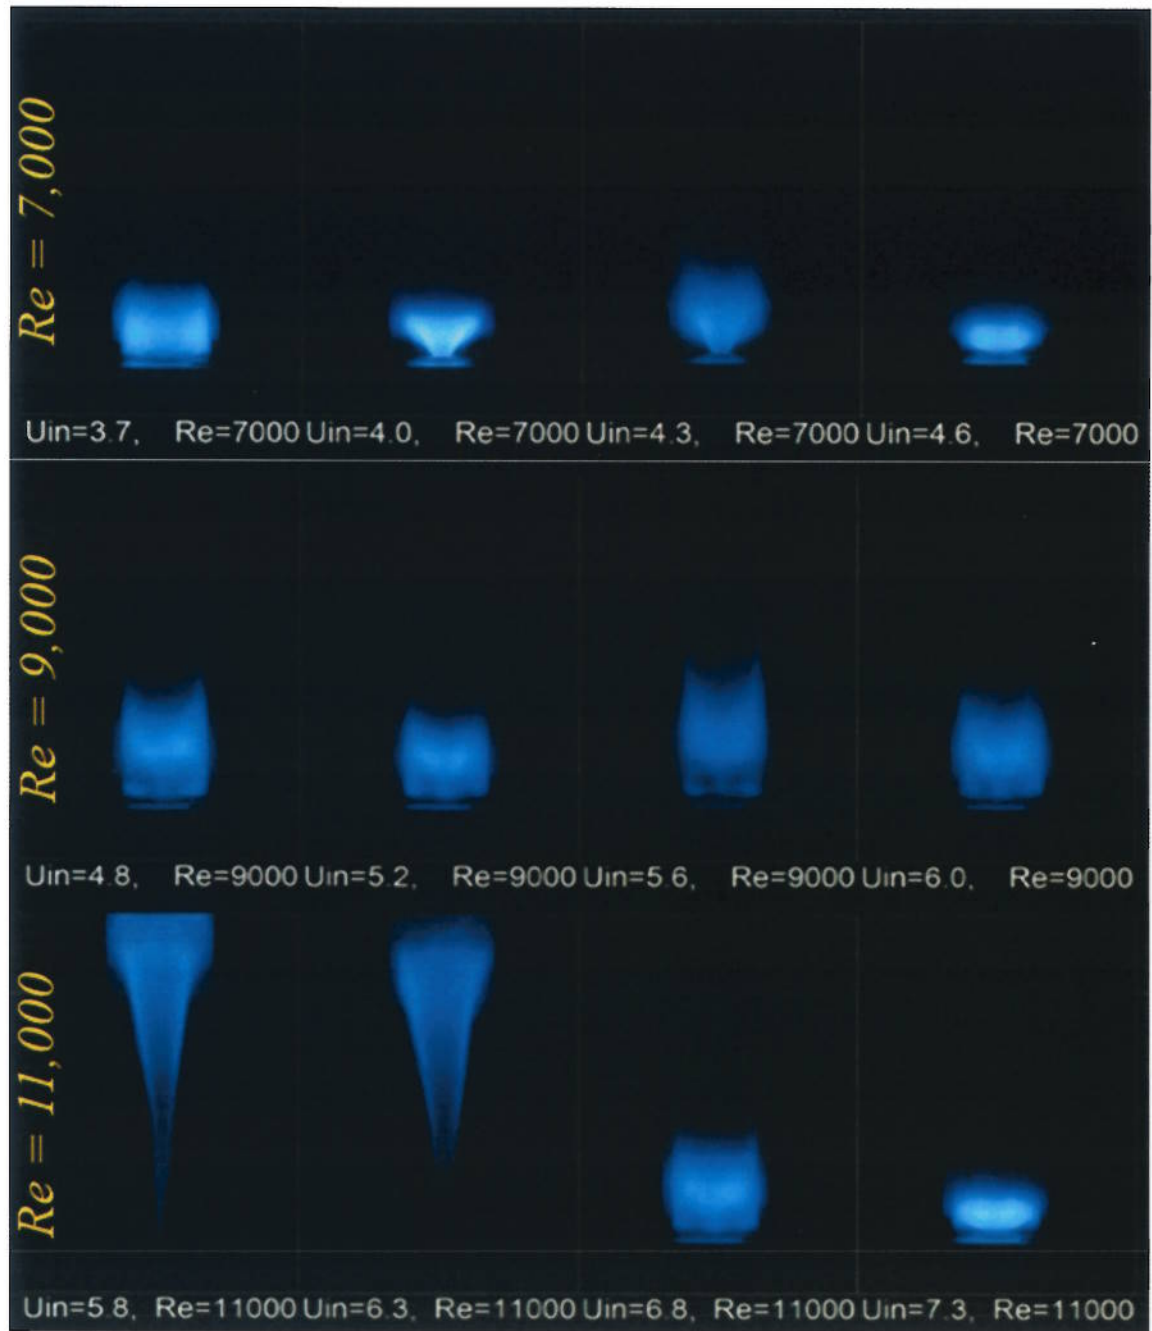 Re = 7,000
Uin=3.7, Re=7000 Uin=4.0, Re=7000 Uin=4.3, Re=7000 Uin=4.6, Re=7000
Re = 9,000
Uin=4.8, Re=9000 Uin=5.2, Re=9000 Uin=5.6, Re=9000 Uin=6.0, Re=9000
Re = 11,000
Uin=5.8, Re=11000 Uin=6.3, Re=11000 Uin=6.8, Re=11000 Uin=7.3, Re=11000